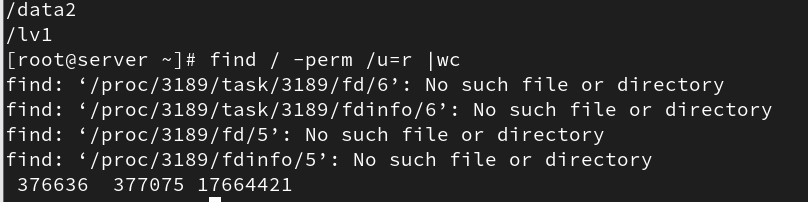 /data2
/lv1
[root@server ~]# find / -perm /u=r |wc
find: ‘/proc/3189/task/3189/fd/6’: No such file or directory
find: ‘/proc/3189/task/3189/fdinfo/6’: No such file or directory
find: ‘/proc/3189/fd/5’: No such file or directory
find: ‘/proc/3189/fdinfo/5’: No such file or directory
 376636  377075 17664421